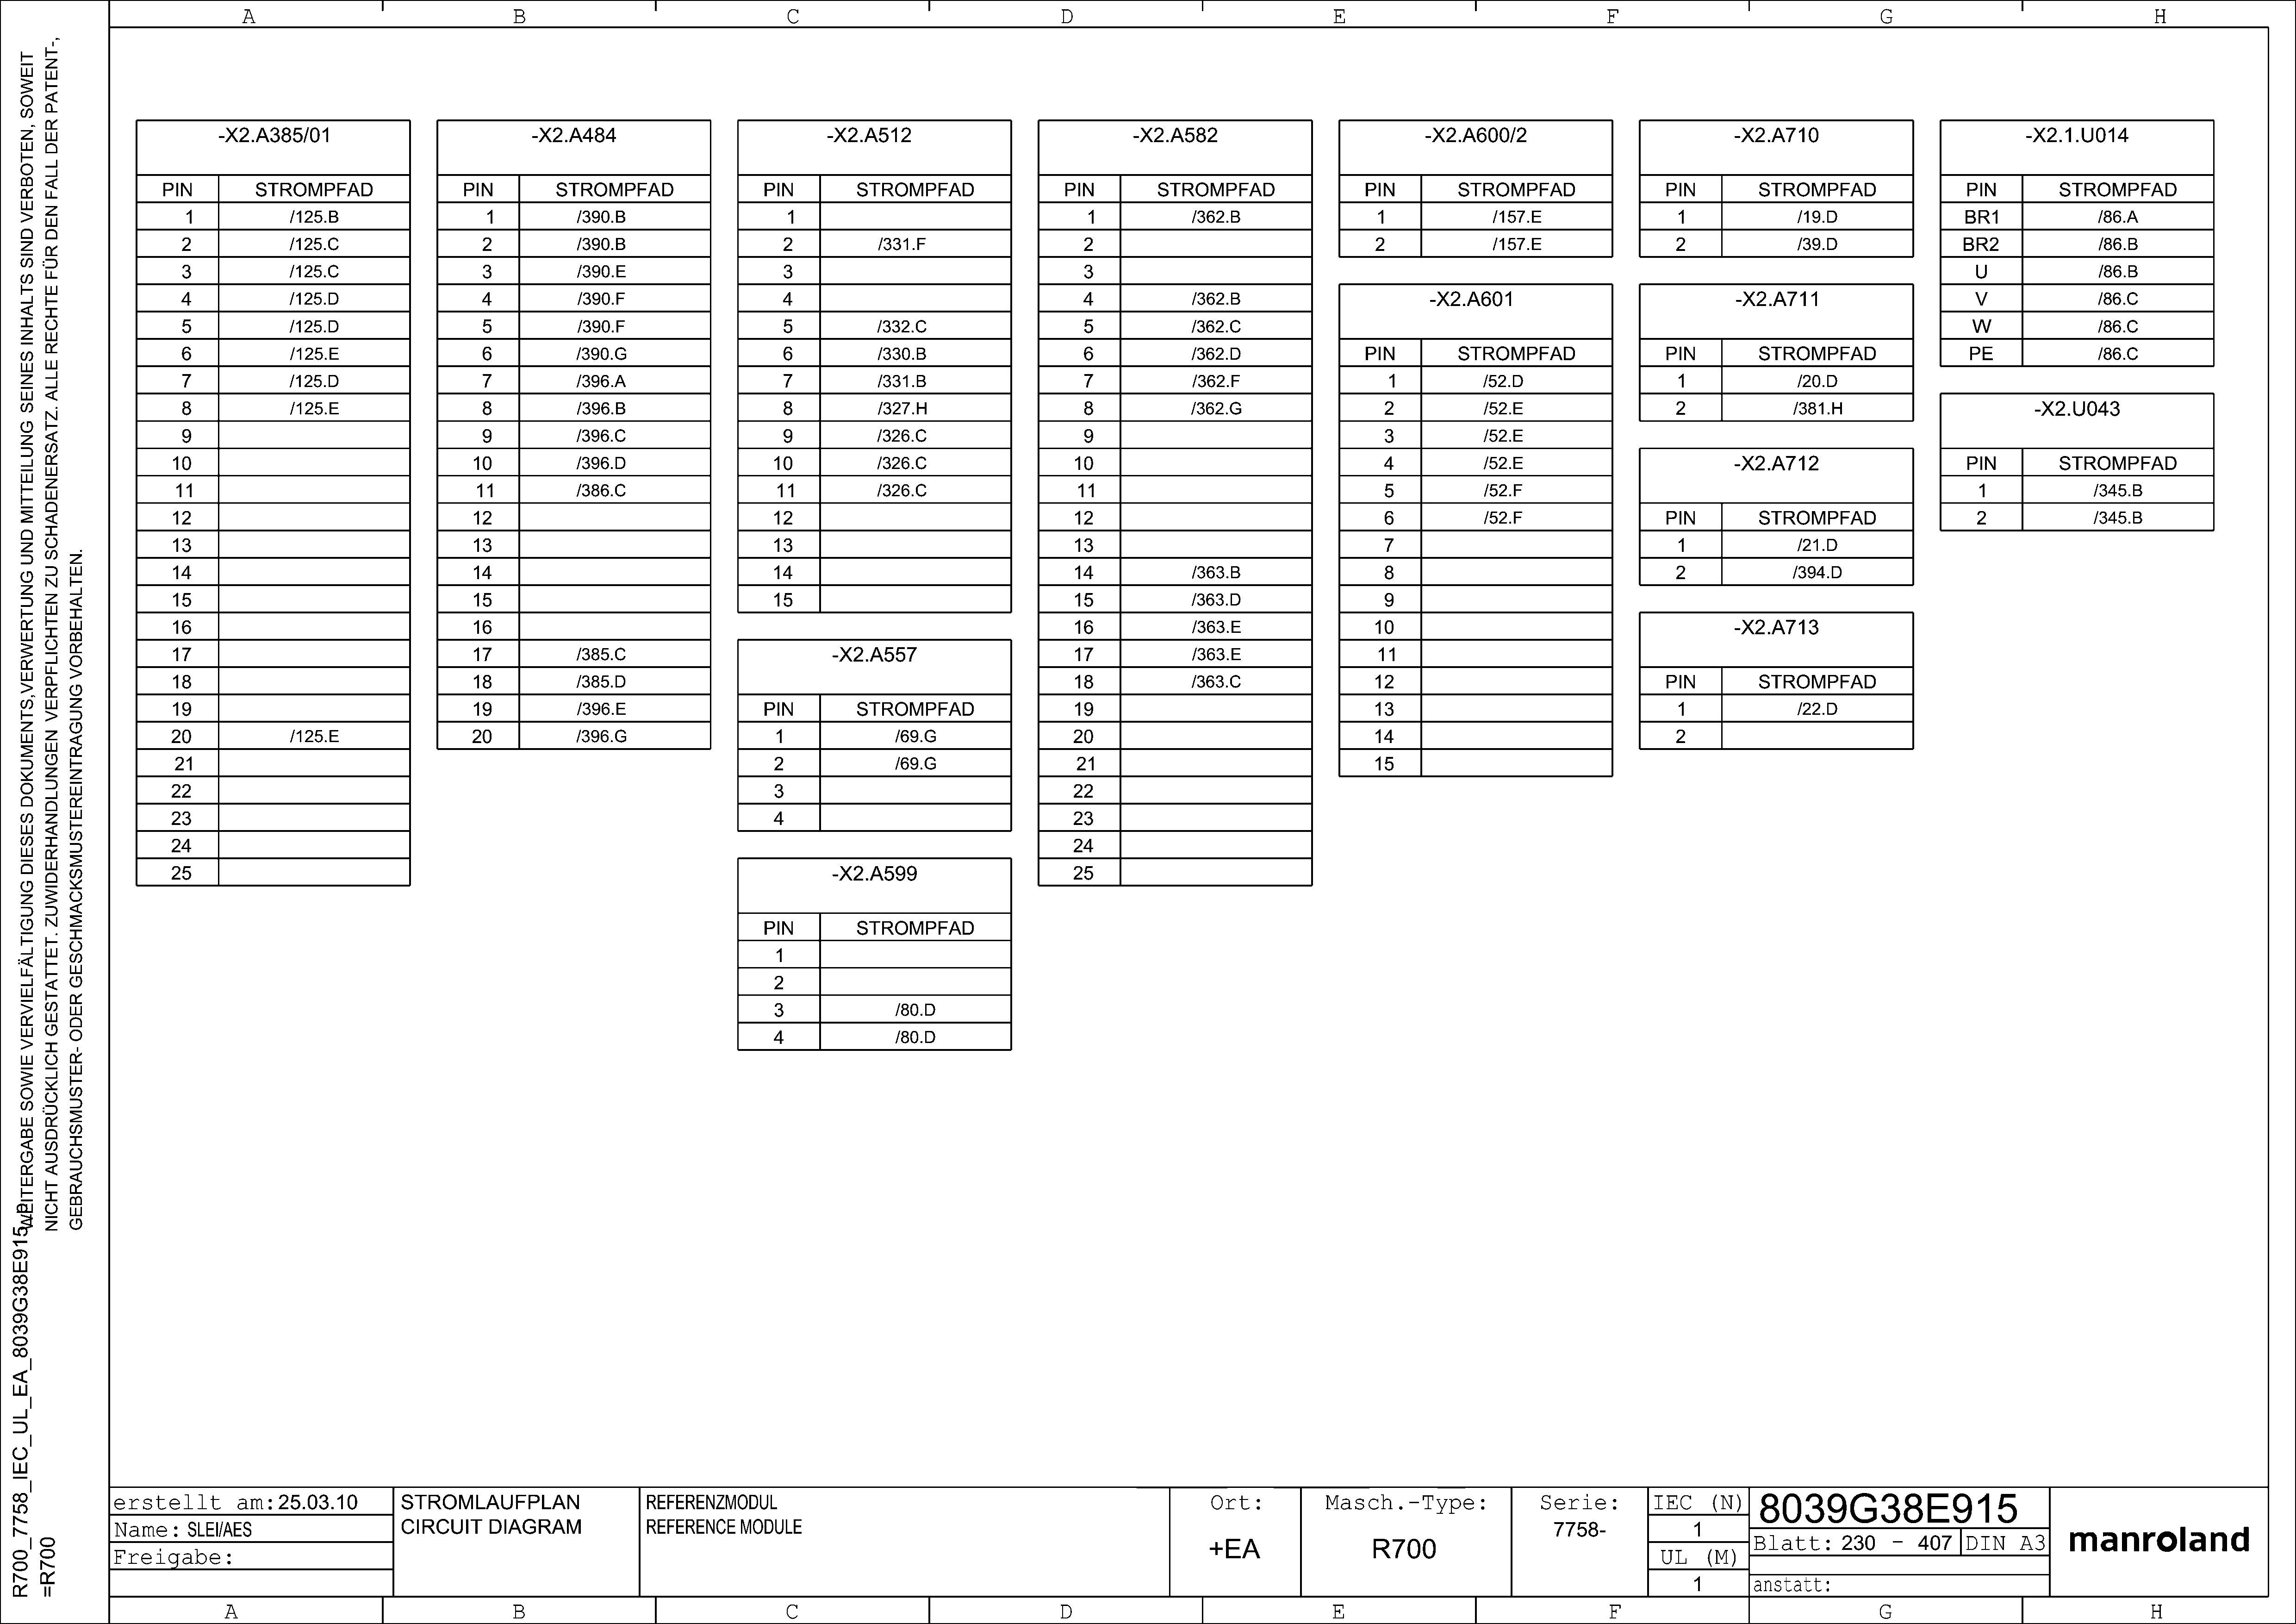 A B C D E F G H
WEITERGABE SOWIE VERVIELFÄLTIGUNG DIESES DOKUMENTS,VERWERTUNG UND MITTEILUNG SEINES INHALTS SIND VERBOTEN, SOWEIT
NICHT AUSDRÜCKLICH GESTATTET. ZUWIDERHANDLUNGEN VERPFLICHTEN ZU SCHADENERSATZ. ALLE RECHTE FÜR DEN FALL DER PATENT-,
GEBRAUCHSMUSTER- ODER GESCHMACKSMUSTEREINTRAGUNG VORBEHALTEN.
-X2.A385/01
PIN STROMPFAD
1 /125.B
2 /125.C
3 /125.C
4 /125.D
5 /125.D
6 /125.E
7 /125.D
8 /125.E
9
10
11
12
13
14
15
16
17
18
19
20 /125.E
21
22
23
24
25
-X2.A484
PIN STROMPFAD
1 /390.B
2 /390.B
3 /390.E
4 /390.F
5 /390.F
6 /390.G
7 /396.A
8 /396.B
9 /396.C
10 /396.D
11 /386.C
12
13
14
15
16
17 /385.C
18 /385.D
19 /396.E
20 /396.G
-X2.A512
PIN STROMPFAD
1
2 /331.F
3
4
5 /332.C
6 /330.B
7 /331.B
8 /327.H
9 /326.C
10 /326.C
11 /326.C
12
13
14
15
-X2.A557
PIN STROMPFAD
1 /69.G
2 /69.G
3
4
-X2.A599
PIN STROMPFAD
1
2
3 /80.D
4 /80.D
-X2.A582
PIN STROMPFAD
1 /362.B
2
3
4 /362.B
5 /362.C
6 /362.D
7 /362.F
8 /362.G
9
10
11
12
13
14 /363.B
15 /363.D
16 /363.E
17 /363.E
18 /363.C
19
20
21
22
23
24
25
-X2.A600/2
PIN STROMPFAD
1 /157.E
2 /157.E
-X2.A601
PIN STROMPFAD
1 /52.D
2 /52.E
3 /52.E
4 /52.E
5 /52.F
6 /52.F
7
8
9
10
11
12
13
14
15
-X2.A710
PIN STROMPFAD
1 /19.D
2 /39.D
-X2.A711
PIN STROMPFAD
1 /20.D
2 /381.H
-X2.A712
PIN STROMPFAD
1 /21.D
2 /394.D
-X2.A713
PIN STROMPFAD
1 /22.D
2
-X2.1.U014
PIN STROMPFAD
BR1 /86.A
BR2 /86.B
U /86.B
V /86.C
W /86.C
PE /86.C
-X2.U043
PIN STROMPFAD
1 /345.B
2 /345.B
=R700
erstellt am: 25.03.10
Name: SLEI/AES
Freigabe:
STROMLAUFPLAN
CIRCUIT DIAGRAM
REFERENZMODUL
REFERENCE MODULE
Ort:
+EA
Masch.-Type:
R700
Serie:
7758-
IEC (N)
1
UL (M)
1
8039G38E915
Blatt: 230 - 407 DIN A3
anstatt:
manroland
A B C D E F G H